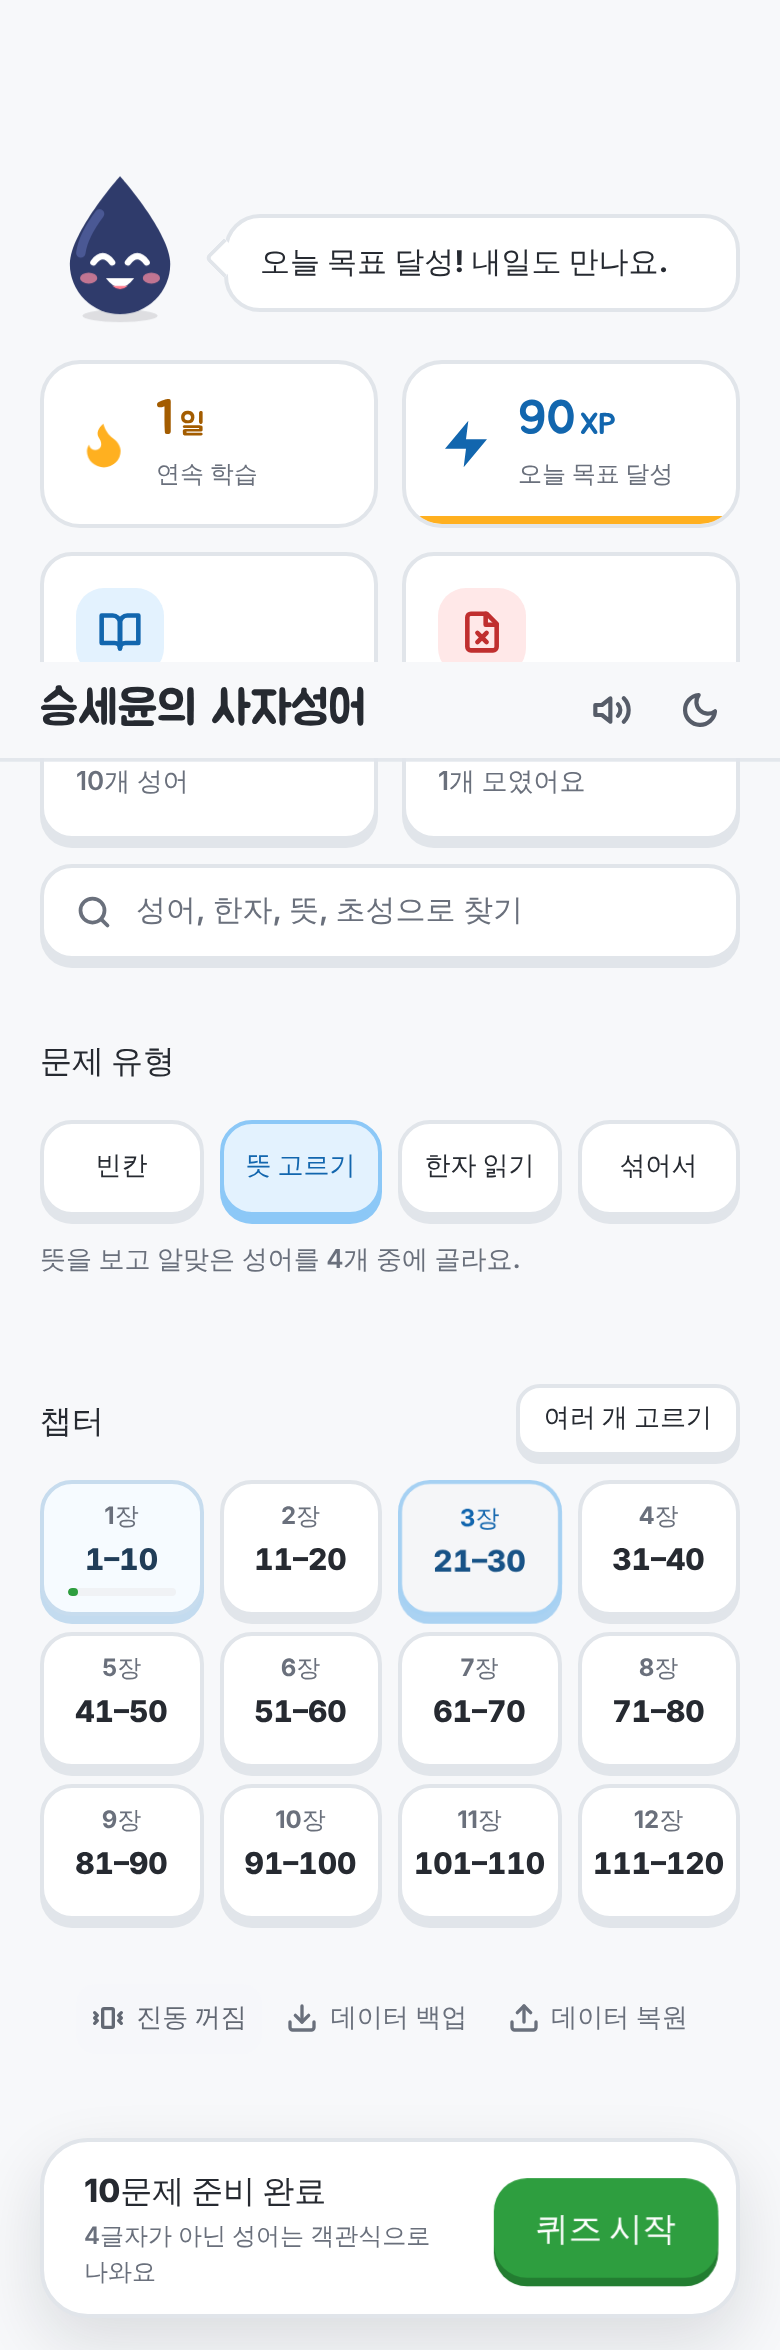 오늘 목표 달성! 내일도 만나요.
1일
연속 학습
90 XP
오늘 목표 달성
승세윤의 사자성어
10개 성어
1개 모였어요
성어, 한자, 뜻, 초성으로 찾기
문제 유형
빈칸
뜻 고르기
한자 읽기
섞어서
뜻을 보고 알맞은 성어를 4개 중에 골라요.
챕터
여러 개 고르기
1장
1–10
2장
11–20
3장
21–30
4장
31–40
5장
41–50
6장
51–60
7장
61–70
8장
71–80
9장
81–90
10장
91–100
11장
101–110
12장
111–120
진동 꺼짐
데이터 백업
데이터 복원
10문제 준비 완료
4글자가 아닌 성어는 객관식으로
나와요
퀴즈 시작